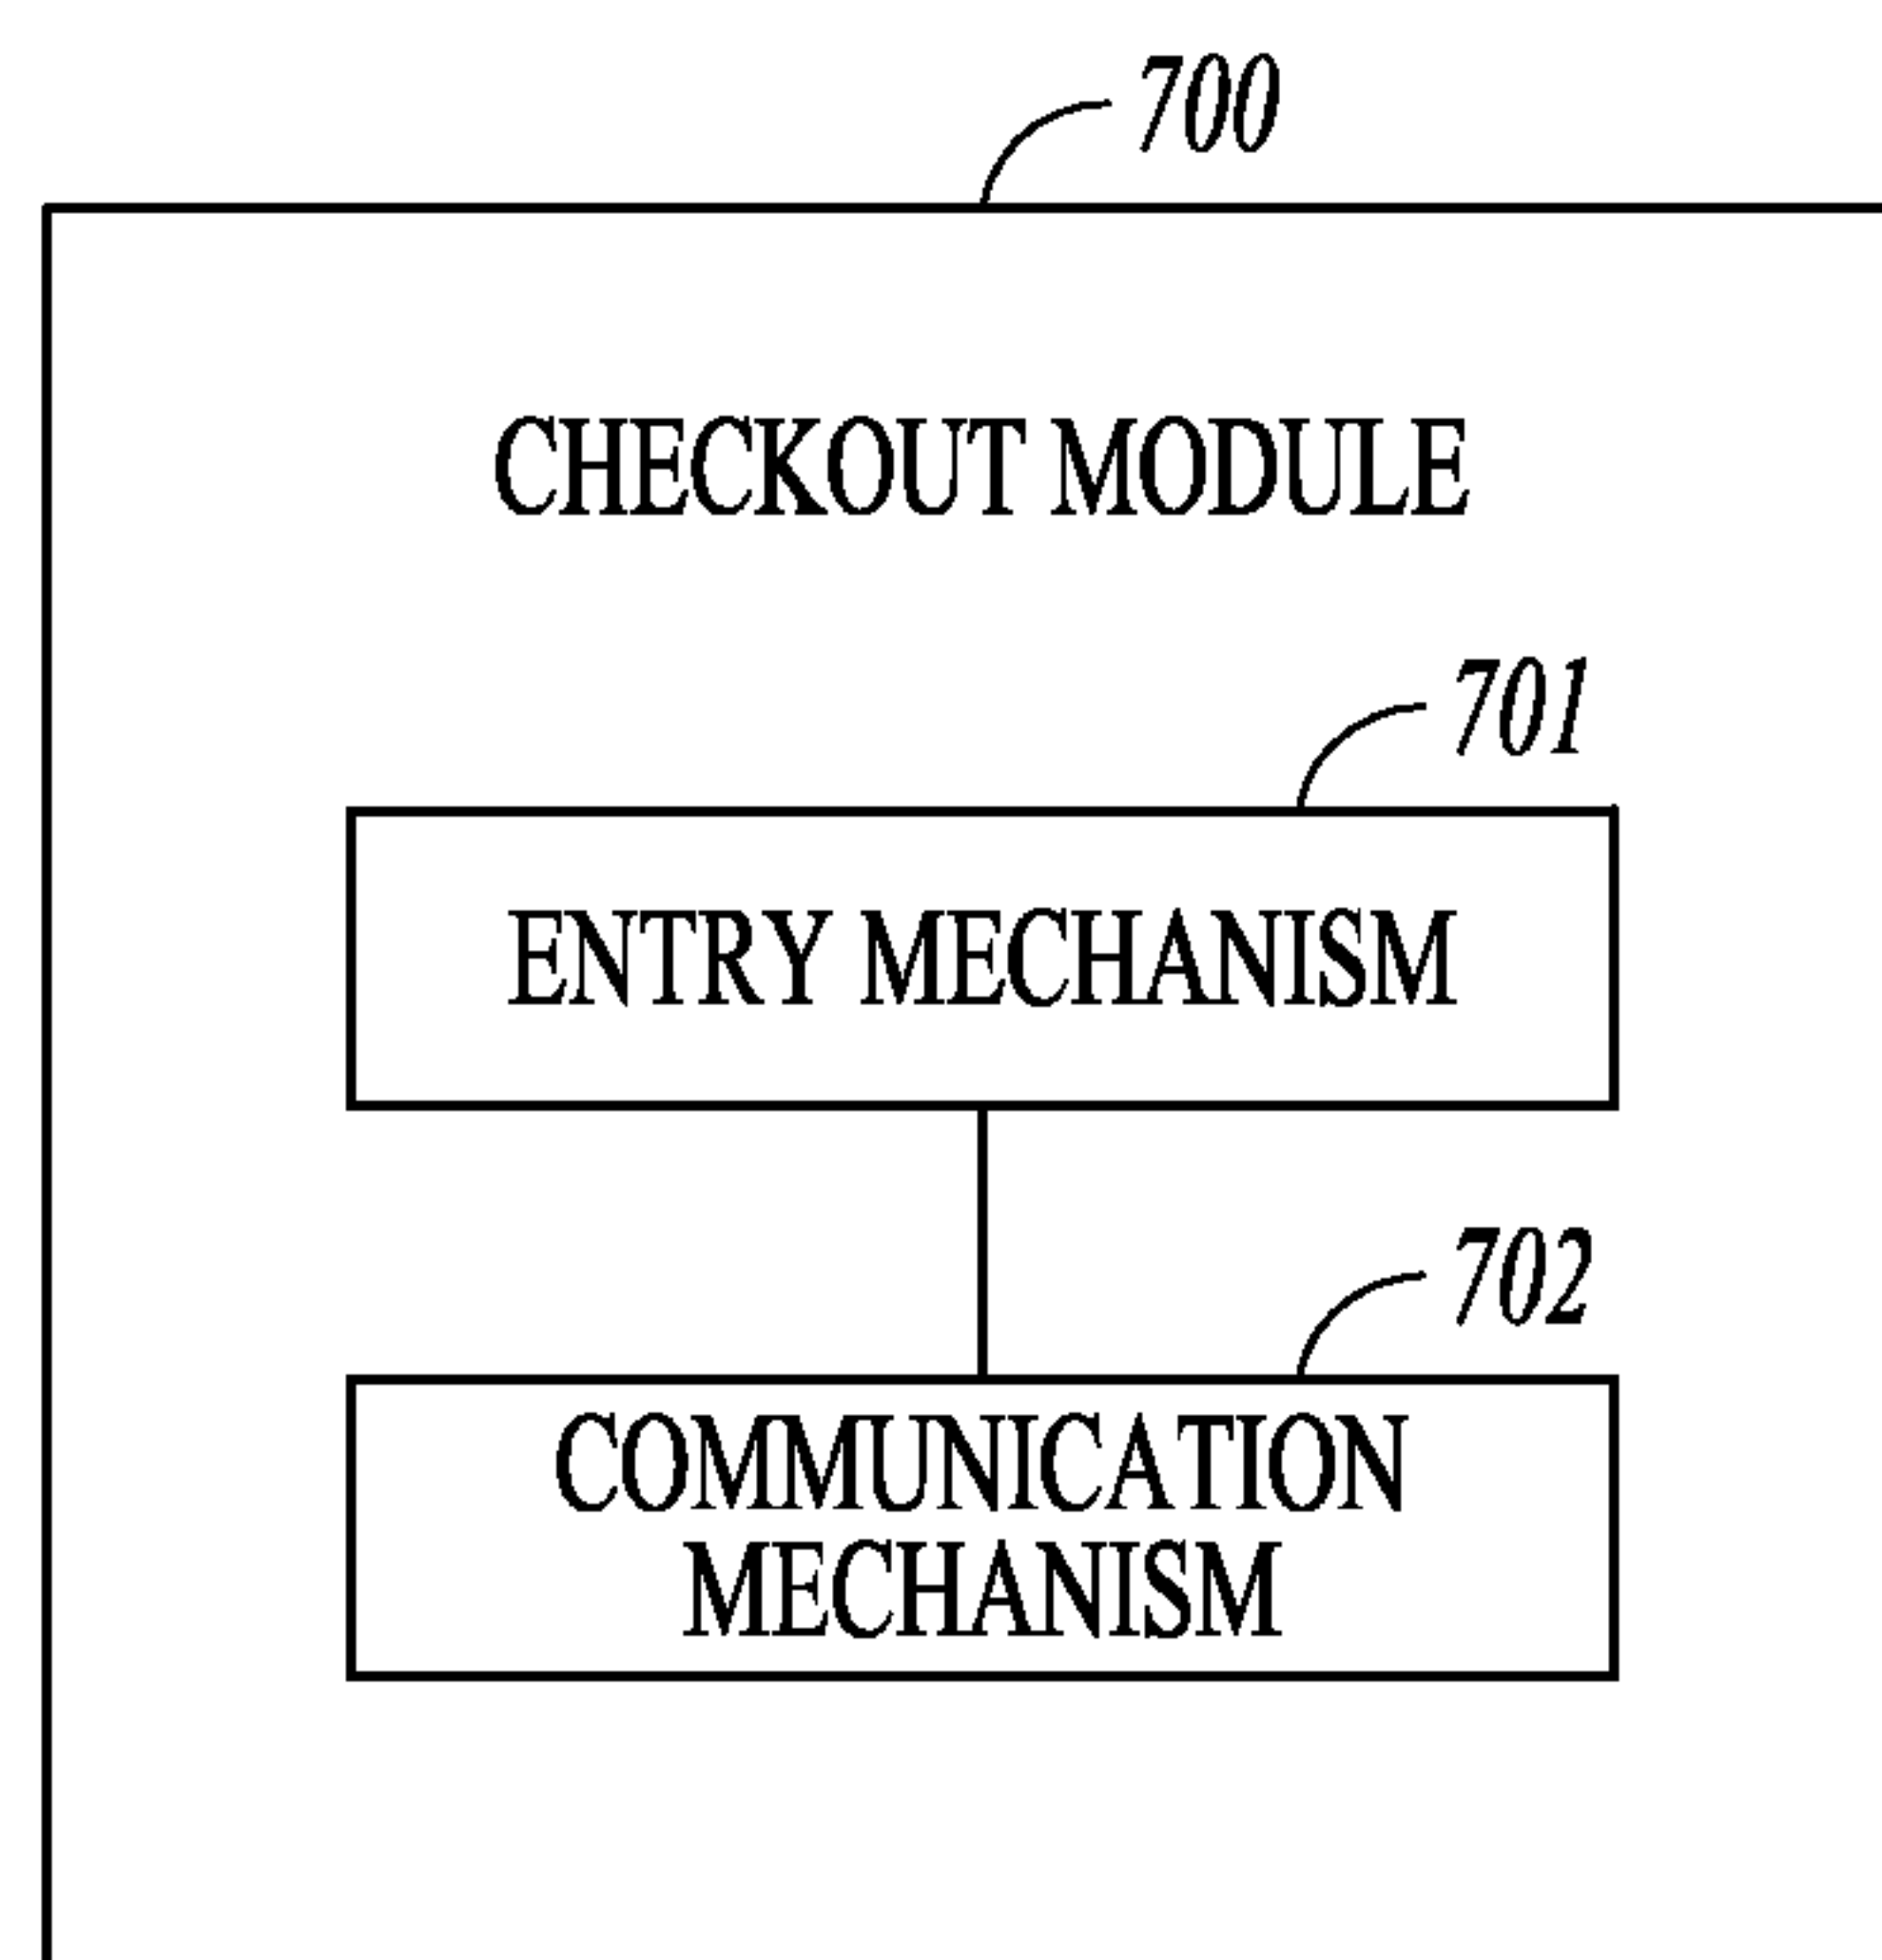 700
CHECKOUT MODULE
701
ENTRY MECHANISM
702
COMMUNICATION
MECHANISM